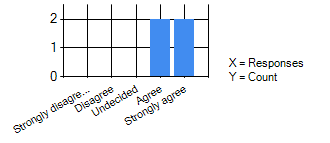 2
1
0
Strongly disagre...
Disagree
Undecided
Agree
Strongly agree
X = Responses
Y = Count